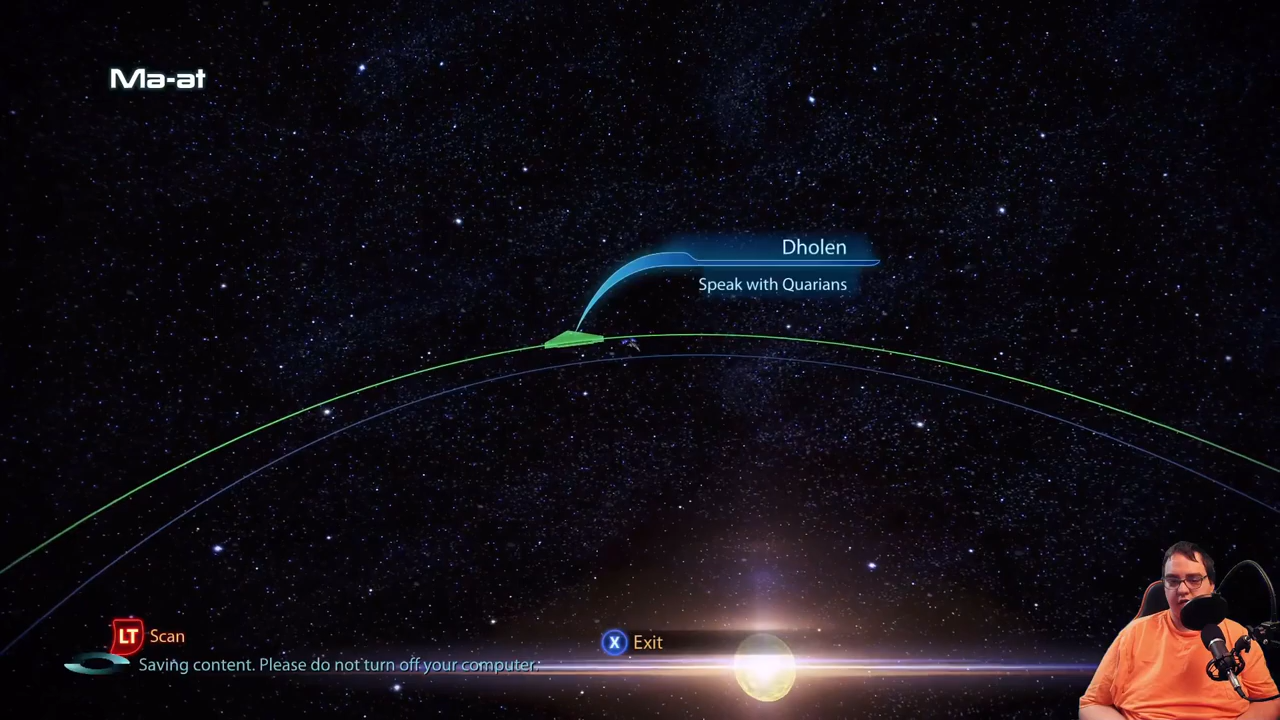 Ma-at
Dholen
Speak with Quarians
LT Scan
X Exit
Saving content. Please do not turn off your computer.